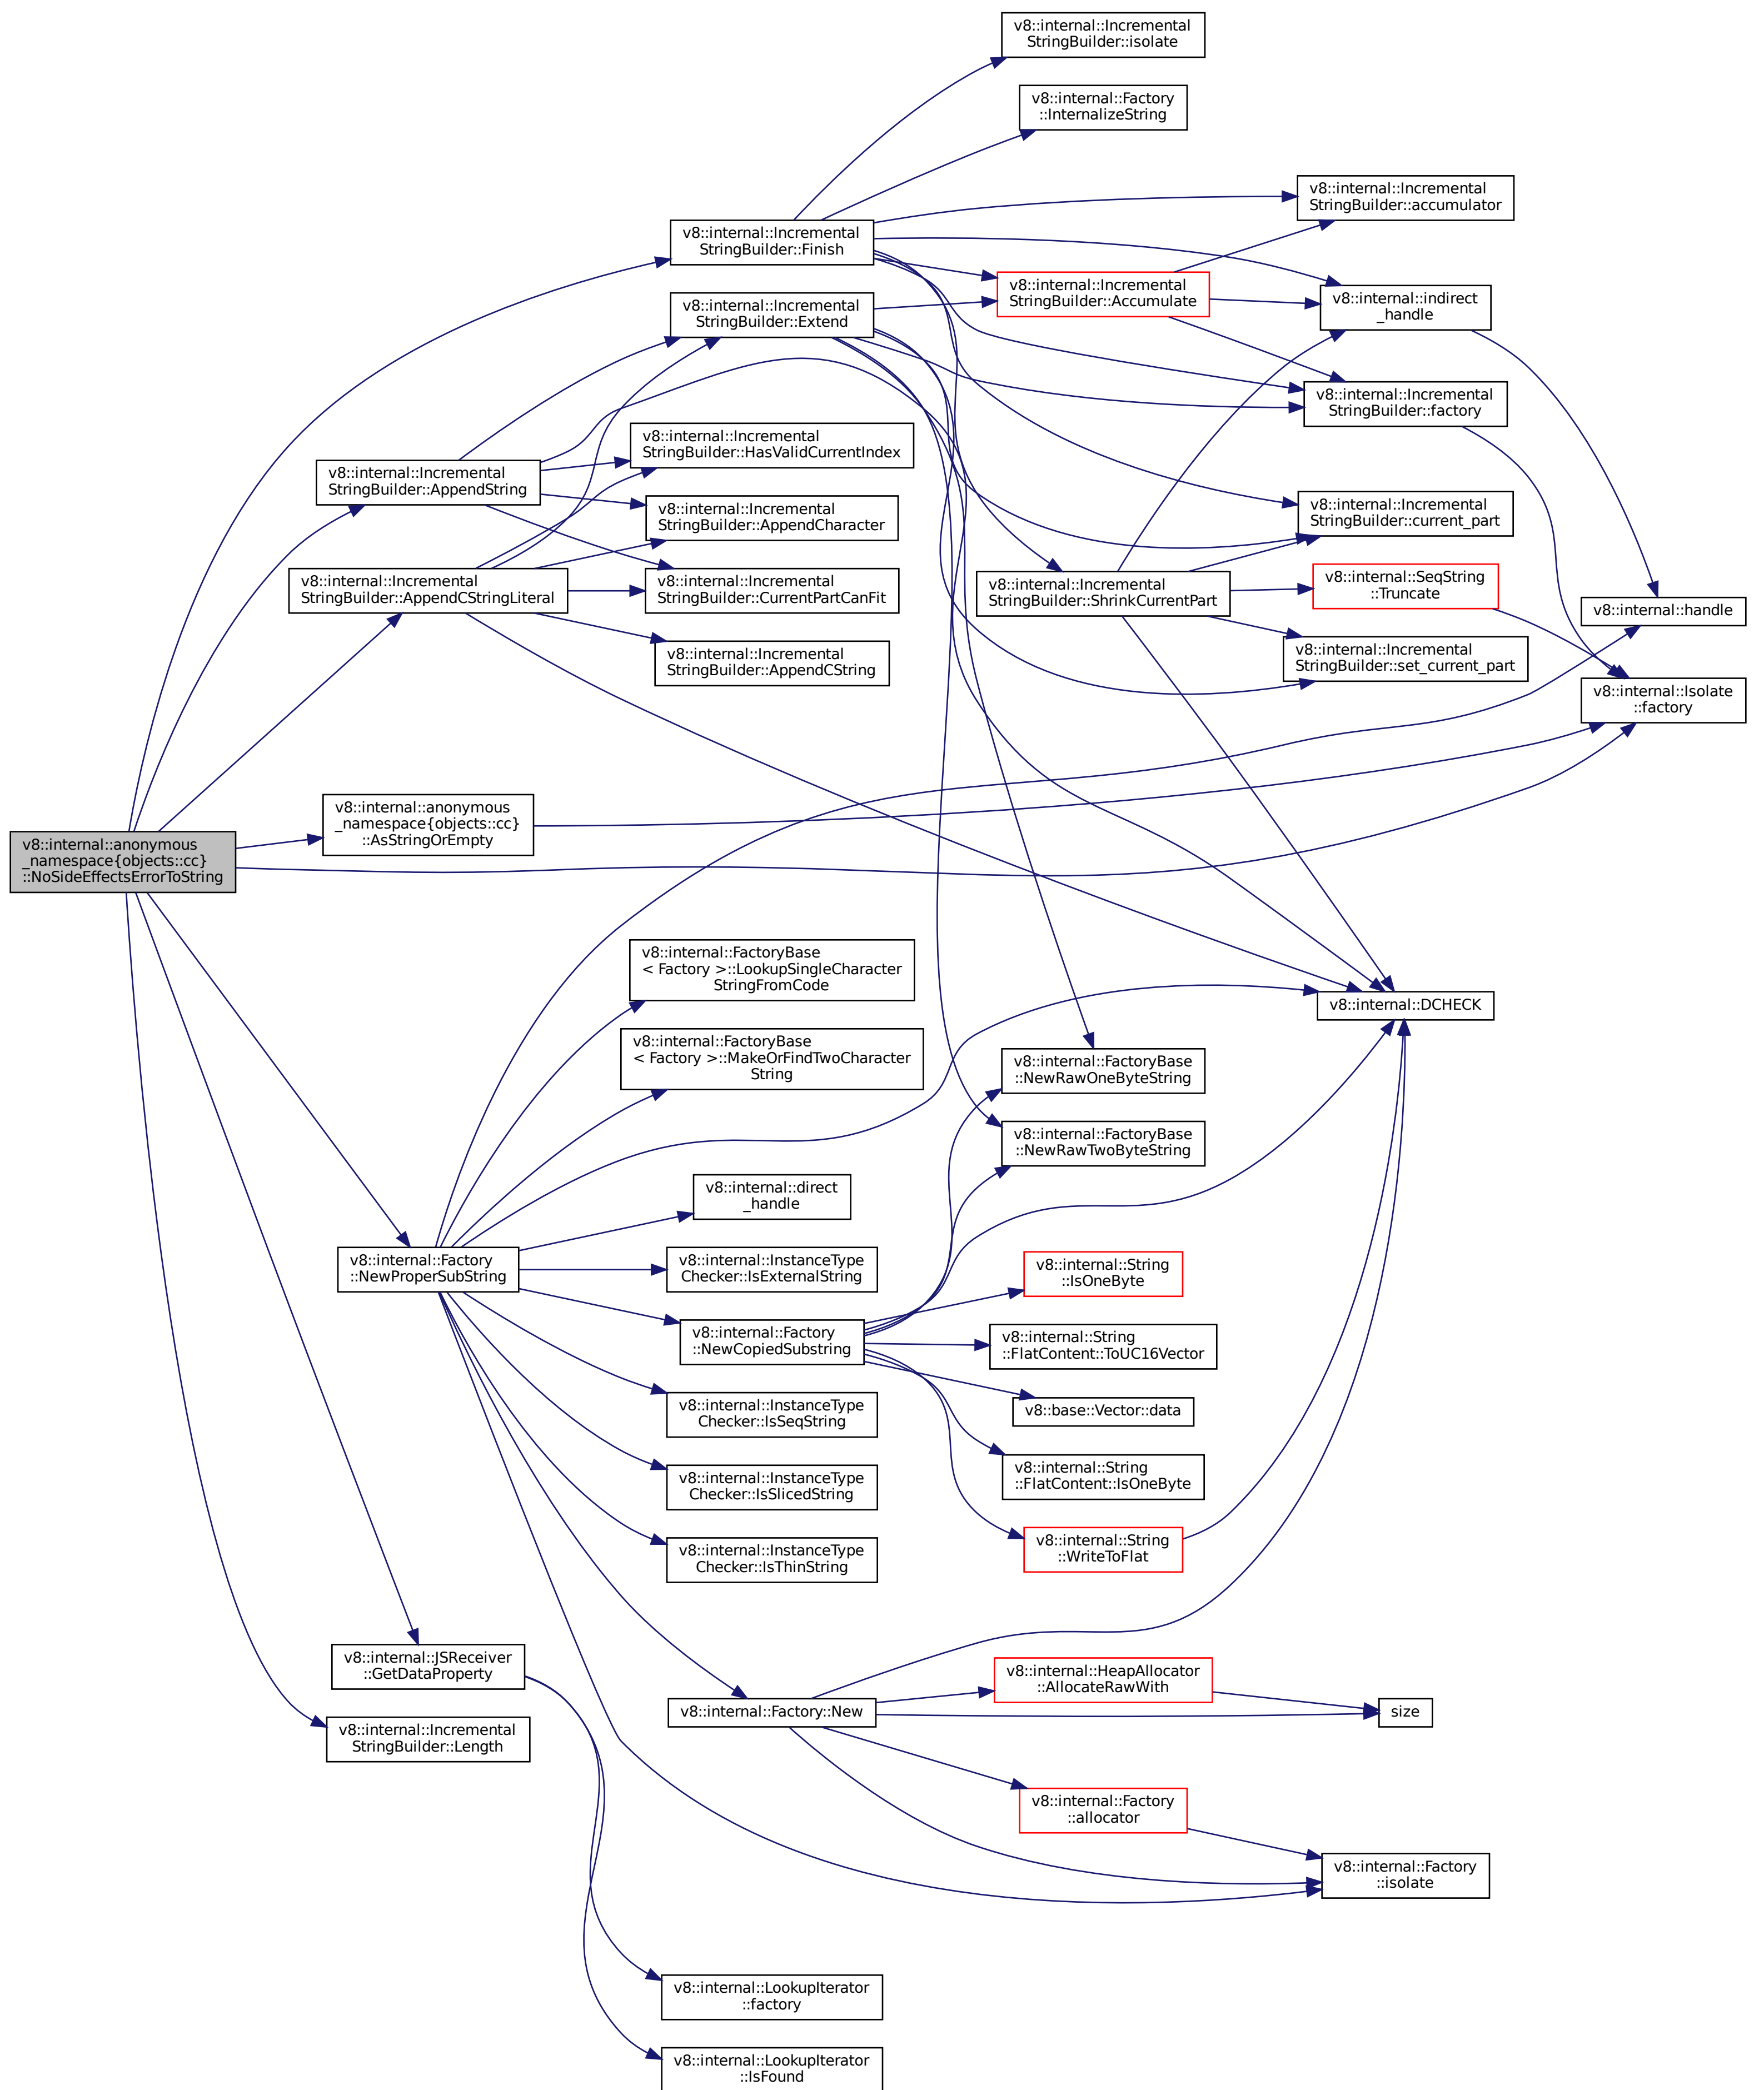 v8::internal::Incremental
StringBuilder::isolate
v8::internal::Factory
::InternalizeString
v8::internal::Incremental
StringBuilder::accumulator
v8::internal::Incremental
StringBuilder::Finish
v8::internal::Incremental
StringBuilder::Accumulate
v8::internal::indirect
_handle
v8::internal::Incremental
StringBuilder::Extend
v8::internal::Incremental
StringBuilder::factory
v8::internal::Incremental
StringBuilder::HasValidCurrentIndex
v8::internal::Incremental
StringBuilder::AppendString
v8::internal::Incremental
StringBuilder::AppendCharacter
v8::internal::Incremental
StringBuilder::current_part
v8::internal::Incremental
StringBuilder::AppendCStringLiteral
v8::internal::Incremental
StringBuilder::CurrentPartCanFit
v8::internal::Incremental
StringBuilder::ShrinkCurrentPart
v8::internal::SeqString
::Truncate
v8::internal::handle
v8::internal::Incremental
StringBuilder::AppendCString
v8::internal::Incremental
StringBuilder::set_current_part
v8::internal::Isolate
::factory
v8::internal::anonymous
_namespace{objects::cc}
::AsStringOrEmpty
v8::internal::anonymous
_namespace{objects::cc}
::NoSideEffectsErrorToString
v8::internal::FactoryBase
< Factory >::LookupSingleCharacter
StringFromCode
v8::internal::DCHECK
v8::internal::FactoryBase
< Factory >::MakeOrFindTwoCharacter
String
v8::internal::FactoryBase
::NewRawOneByteString
v8::internal::FactoryBase
::NewRawTwoByteString
v8::internal::direct
_handle
v8::internal::Factory
::NewProperSubString
v8::internal::InstanceType
Checker::IsExternalString
v8::internal::String
::IsOneByte
v8::internal::Factory
::NewCopiedSubstring
v8::internal::String
::FlatContent::ToUC16Vector
v8::internal::InstanceType
Checker::IsSeqString
v8::base::Vector::data
v8::internal::InstanceType
Checker::IsSlicedString
v8::internal::String
::FlatContent::IsOneByte
v8::internal::InstanceType
Checker::IsThinString
v8::internal::String
::WriteToFlat
v8::internal::JSReceiver
::GetDataProperty
v8::internal::HeapAllocator
::AllocateRawWith
v8::internal::Factory::New
size
v8::internal::Incremental
StringBuilder::Length
v8::internal::Factory
::allocator
v8::internal::Factory
::isolate
v8::internal::LookupIterator
::factory
v8::internal::LookupIterator
::IsFound